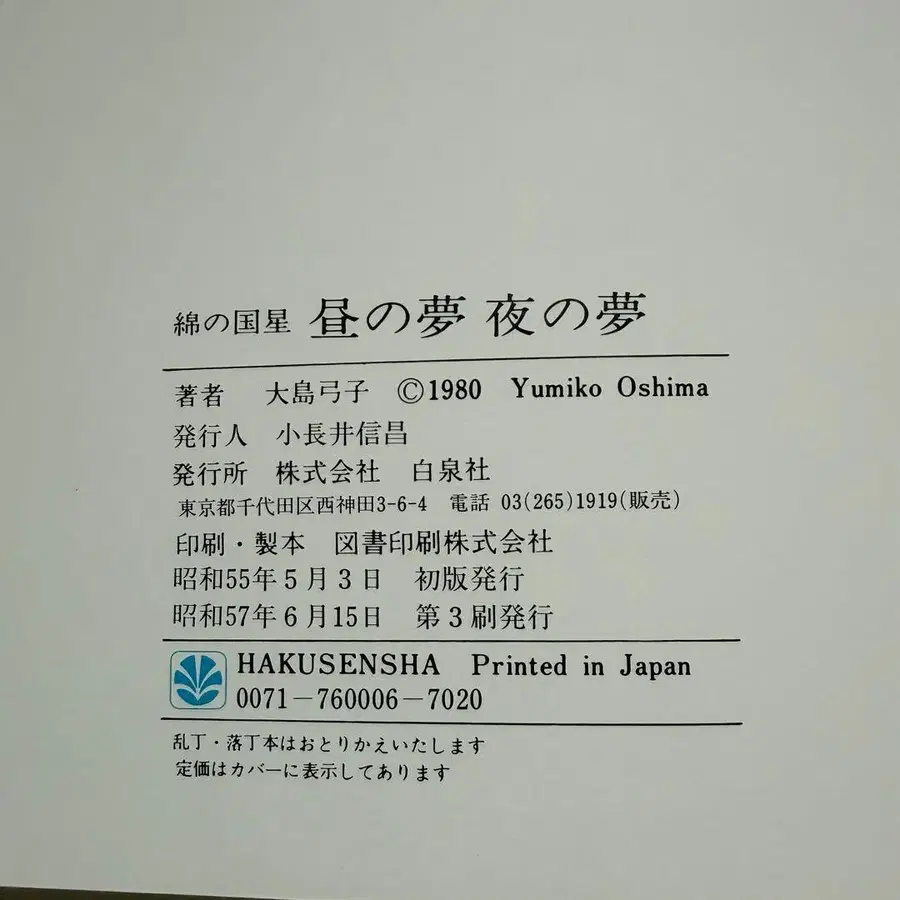 綿の国星 昼の夢 夜の夢
著者 大島弓子 ©1980 Yumiko Oshima
発行人 小長井信昌
発行所 株式会社 白泉社
東京都千代田区西神田3-6-4 電話 03(265)1919(販売)
印刷・製本 図書印刷株式会社
昭和55年5月3日 初版発行
昭和57年6月15日 第3刷発行
HAKUSENSHA Printed in Japan
0071-760006-7020
乱丁・落丁本はおとりかえいたします
定価はカバーに表示してあります